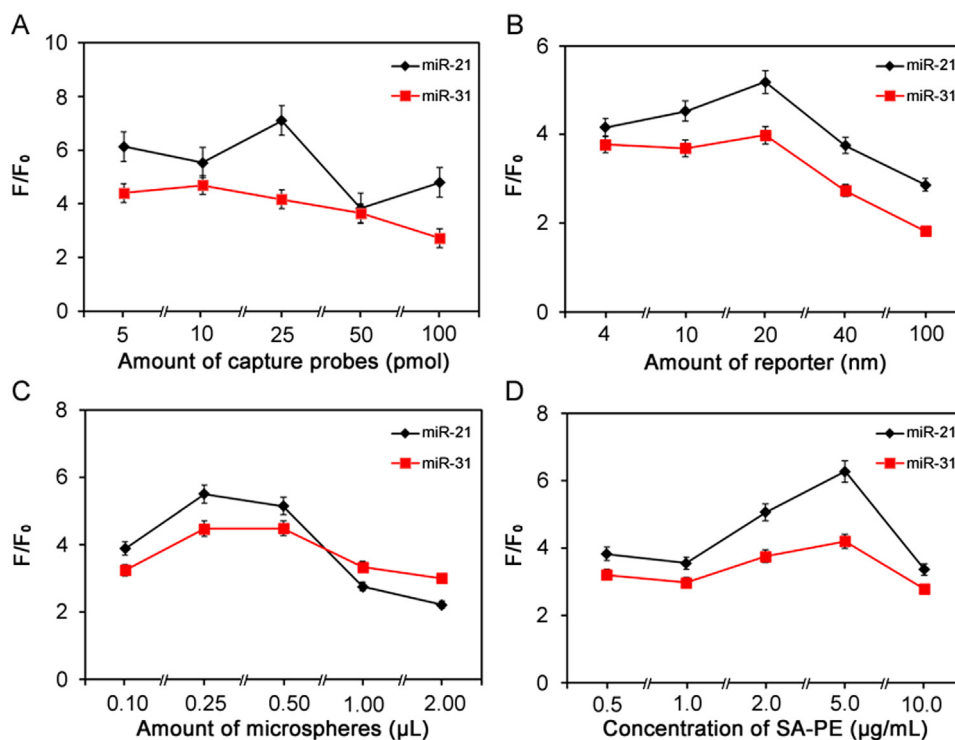 A
F/F₀
10
8
6
4
2
0
miR-21
miR-31
5 10 25 50 100
Amount of capture probes (pmol)
B
F/F₀
6
4
2
0
miR-21
miR-31
4 10 20 40 100
Amount of reporter (nm)
C
F/F₀
8
6
4
2
0
miR-21
miR-31
0.10 0.25 0.50 1.00 2.00
Amount of microspheres (µL)
D
F/F₀
8
6
4
2
0
miR-21
miR-31
0.5 1.0 2.0 5.0 10.0
Concentration of SA-PE (µg/mL)